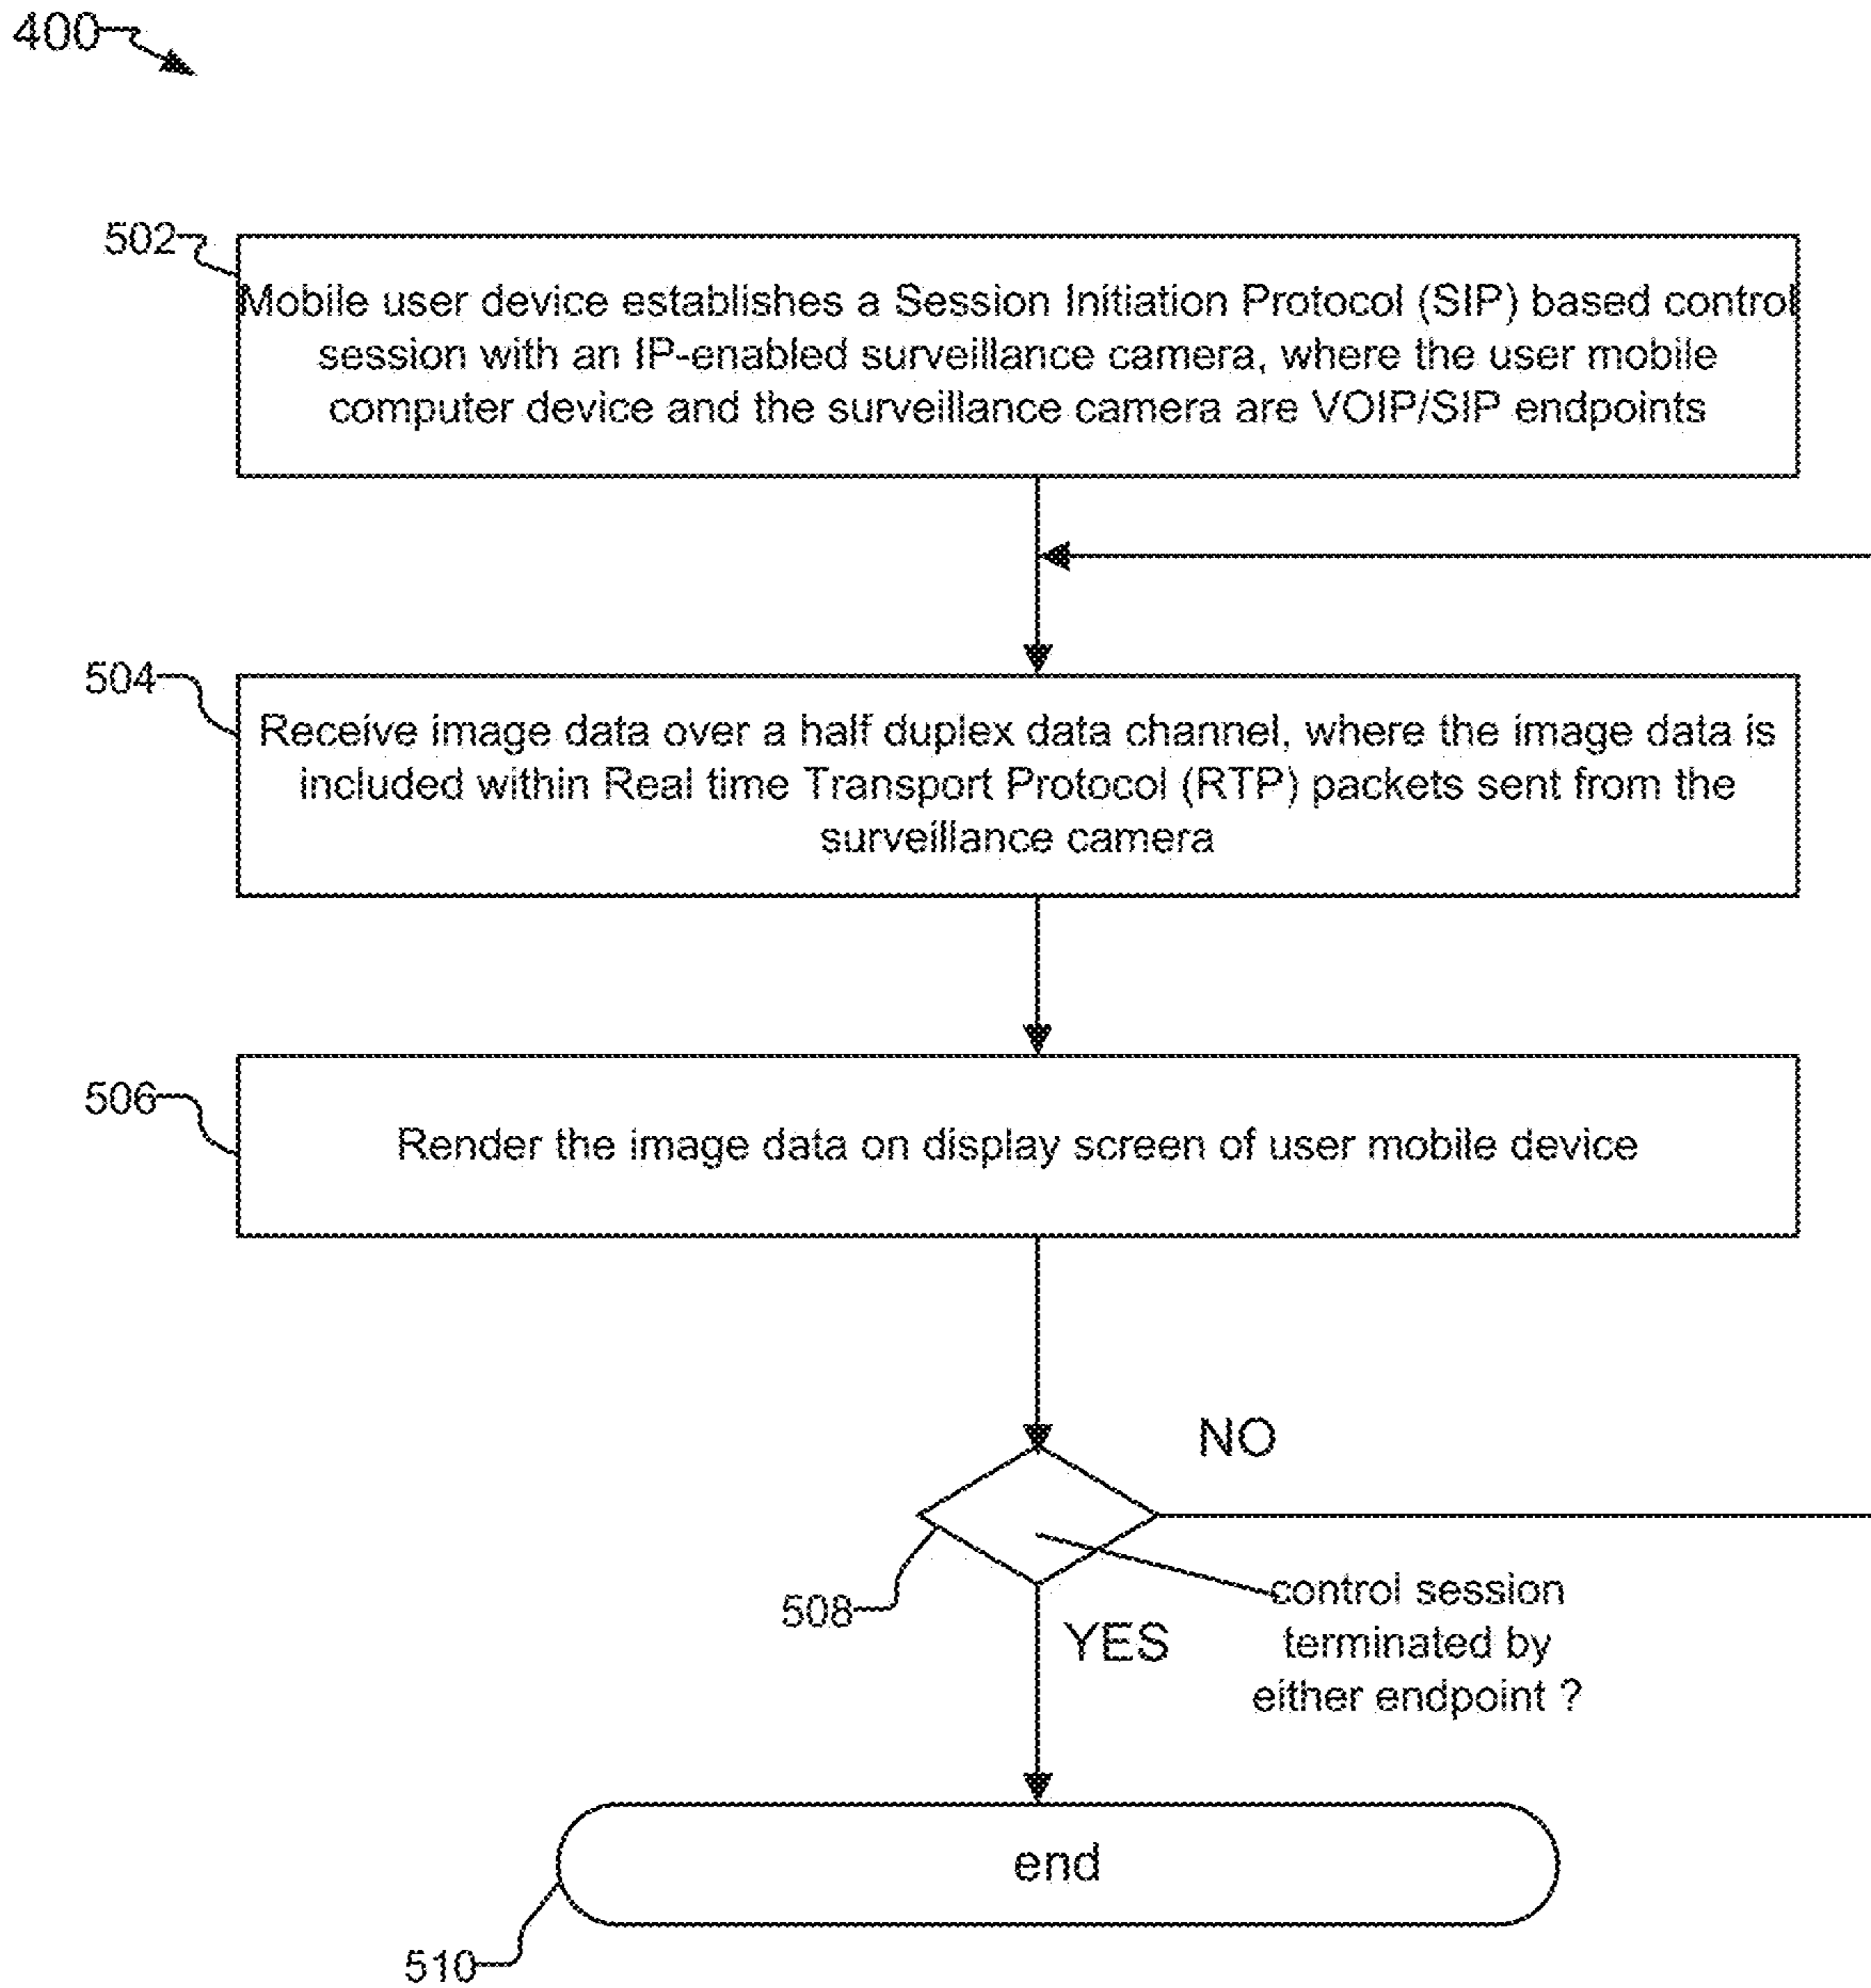 400
502
Mobile user device establishes a Session Initiation Protocol (SIP) based control
session with an IP-enabled surveillance camera, where the user mobile
computer device and the surveillance camera are VOIP/SIP endpoints
504
Receive image data over a half duplex data channel, where the image data is
included within Real time Transport Protocol (RTP) packets sent from the
surveillance camera
506
Render the image data on display screen of user mobile device
NO
508
control session
terminated by
either endpoint ?
YES
end
510